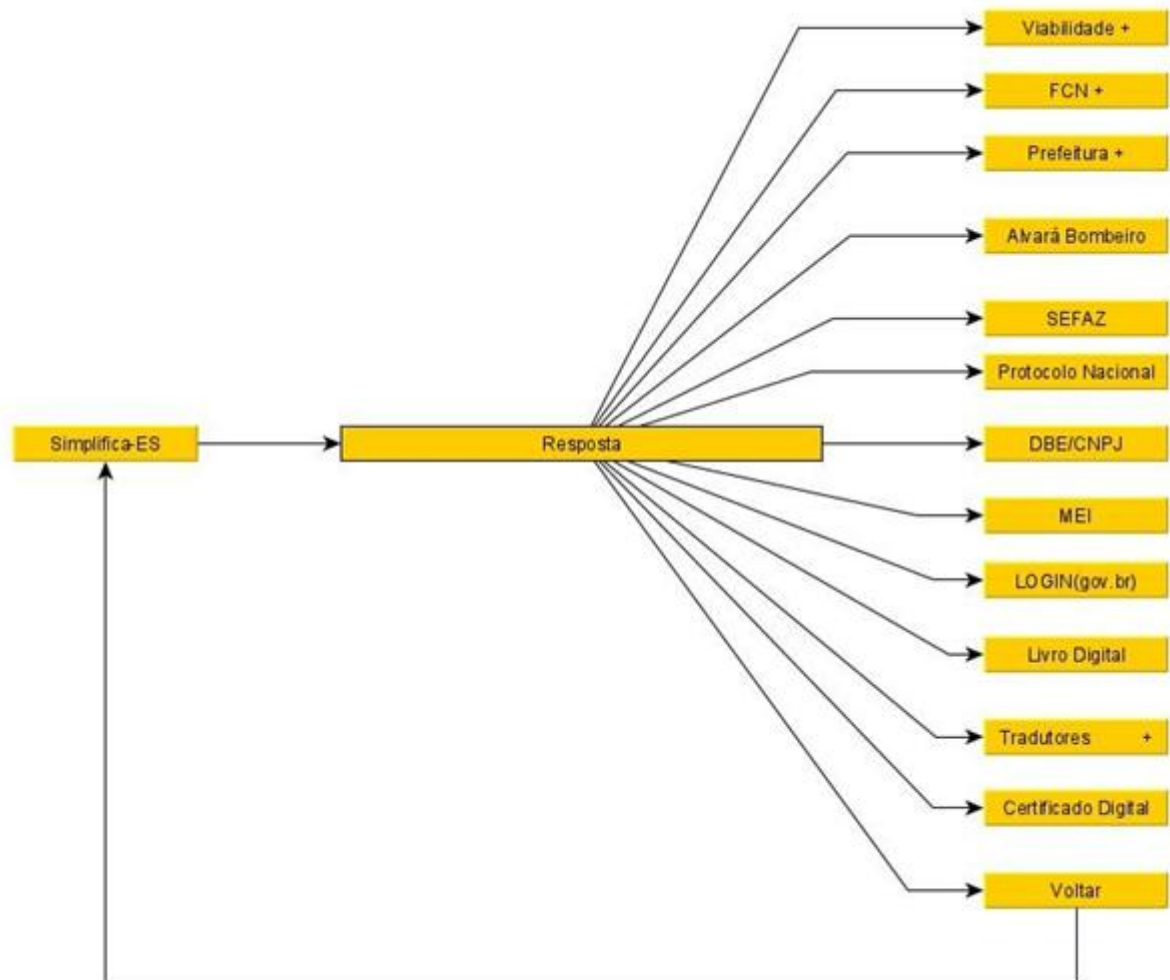 Viabilidade +
FCN +
Prefeitura +
Alvará Bombeiro
SEFAZ
Protocolo Nacional
Simplifica-ES
Resposta
DBE/CNPJ
MEI
LOGIN(gov.br)
Livro Digital
Tradutores +
Certificado Digital
Voltar